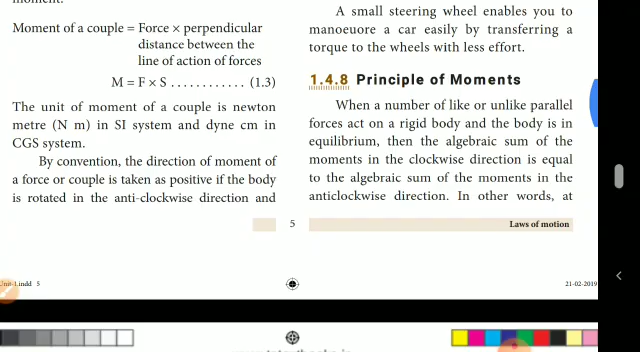 Moment of a couple = Force × perpendicular
distance between the
line of action of forces
M = F × S . . . . . . . . . . . . (1.3)
The unit of moment of a couple is newton
metre (N m) in SI system and dyne cm in
CGS system.
By convention, the direction of moment of
a force or couple is taken as positive if the body
is rotated in the anti-clockwise direction and
A small steering wheel enables you to
manoeuore a car easily by transferring a
torque to the wheels with less effort.
1.4.8 Principle of Moments
When a number of like or unlike parallel
forces act on a rigid body and the body is in
equilibrium, then the algebraic sum of the
moments in the clockwise direction is equal
to the algebraic sum of the moments in the
anticlockwise direction. In other words, at
5
Laws of motion
Unit-1.indd 5
21-02-2019